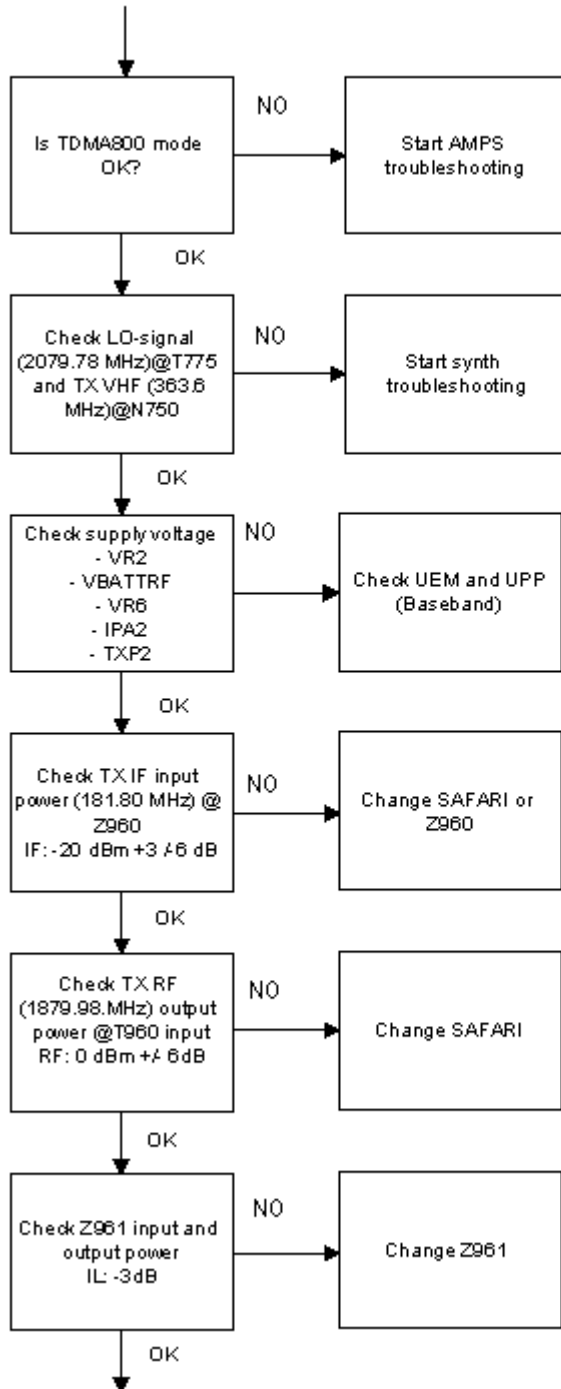 NO
Is TDMA800 mode
OK?
Start AMPS
troubleshooting
OK
Check LO-signal
(2079.78 MHz)@T775
and TX VHF (363.6
MHz)@N750
NO
Start synth
troubleshooting
OK
Check supply voltage
- VR2
- VBATTRF
- VR6
- IPA2
- TXP2
NO
Check UEM and UPP
(Baseband)
OK
Check TX IF input
power (181.80 MHz) @
Z960
IF: -20 dBm +3 /-6 dB
NO
Change SAFARI or
Z960
OK
Check TX RF
(1879.98.MHz) output
power @T960 input
RF: 0 dBm +/- 6dB
NO
Change SAFARI
OK
Check Z961 input and
output power
IL: -3dB
NO
Change Z961
OK